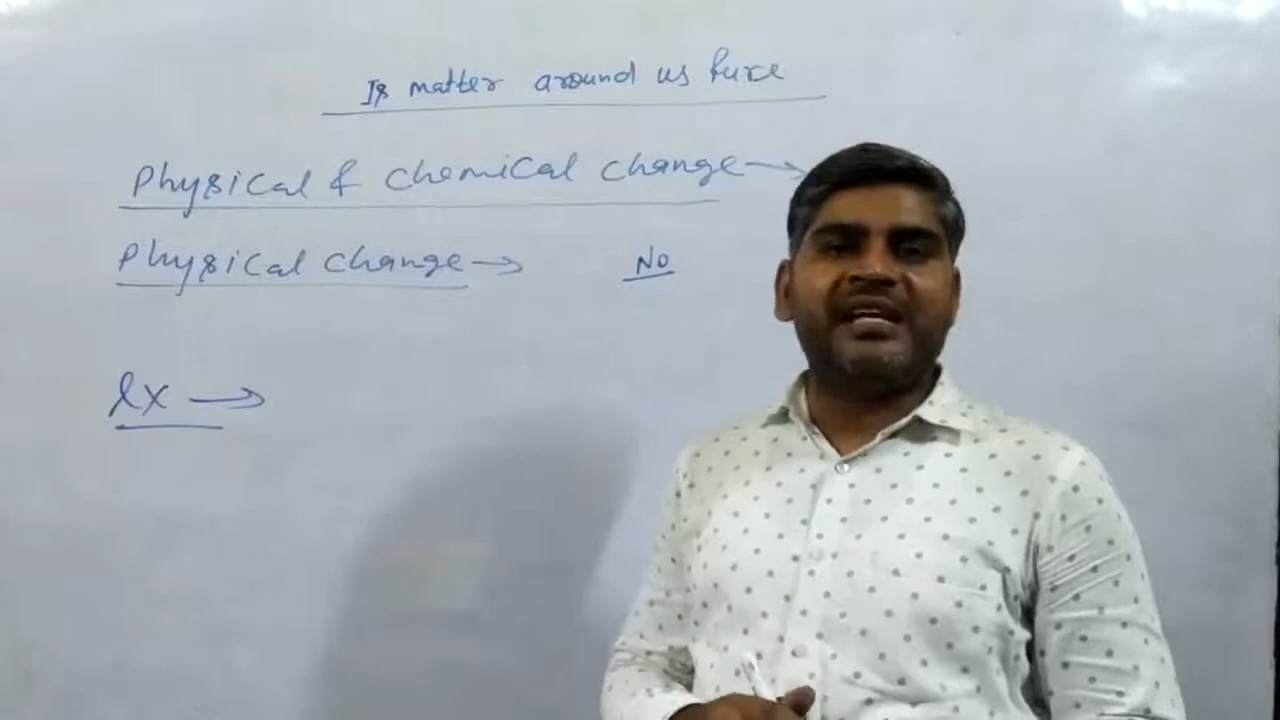 Is matter around us Pure
Physical & chemical change →
Physical change → No
ex →